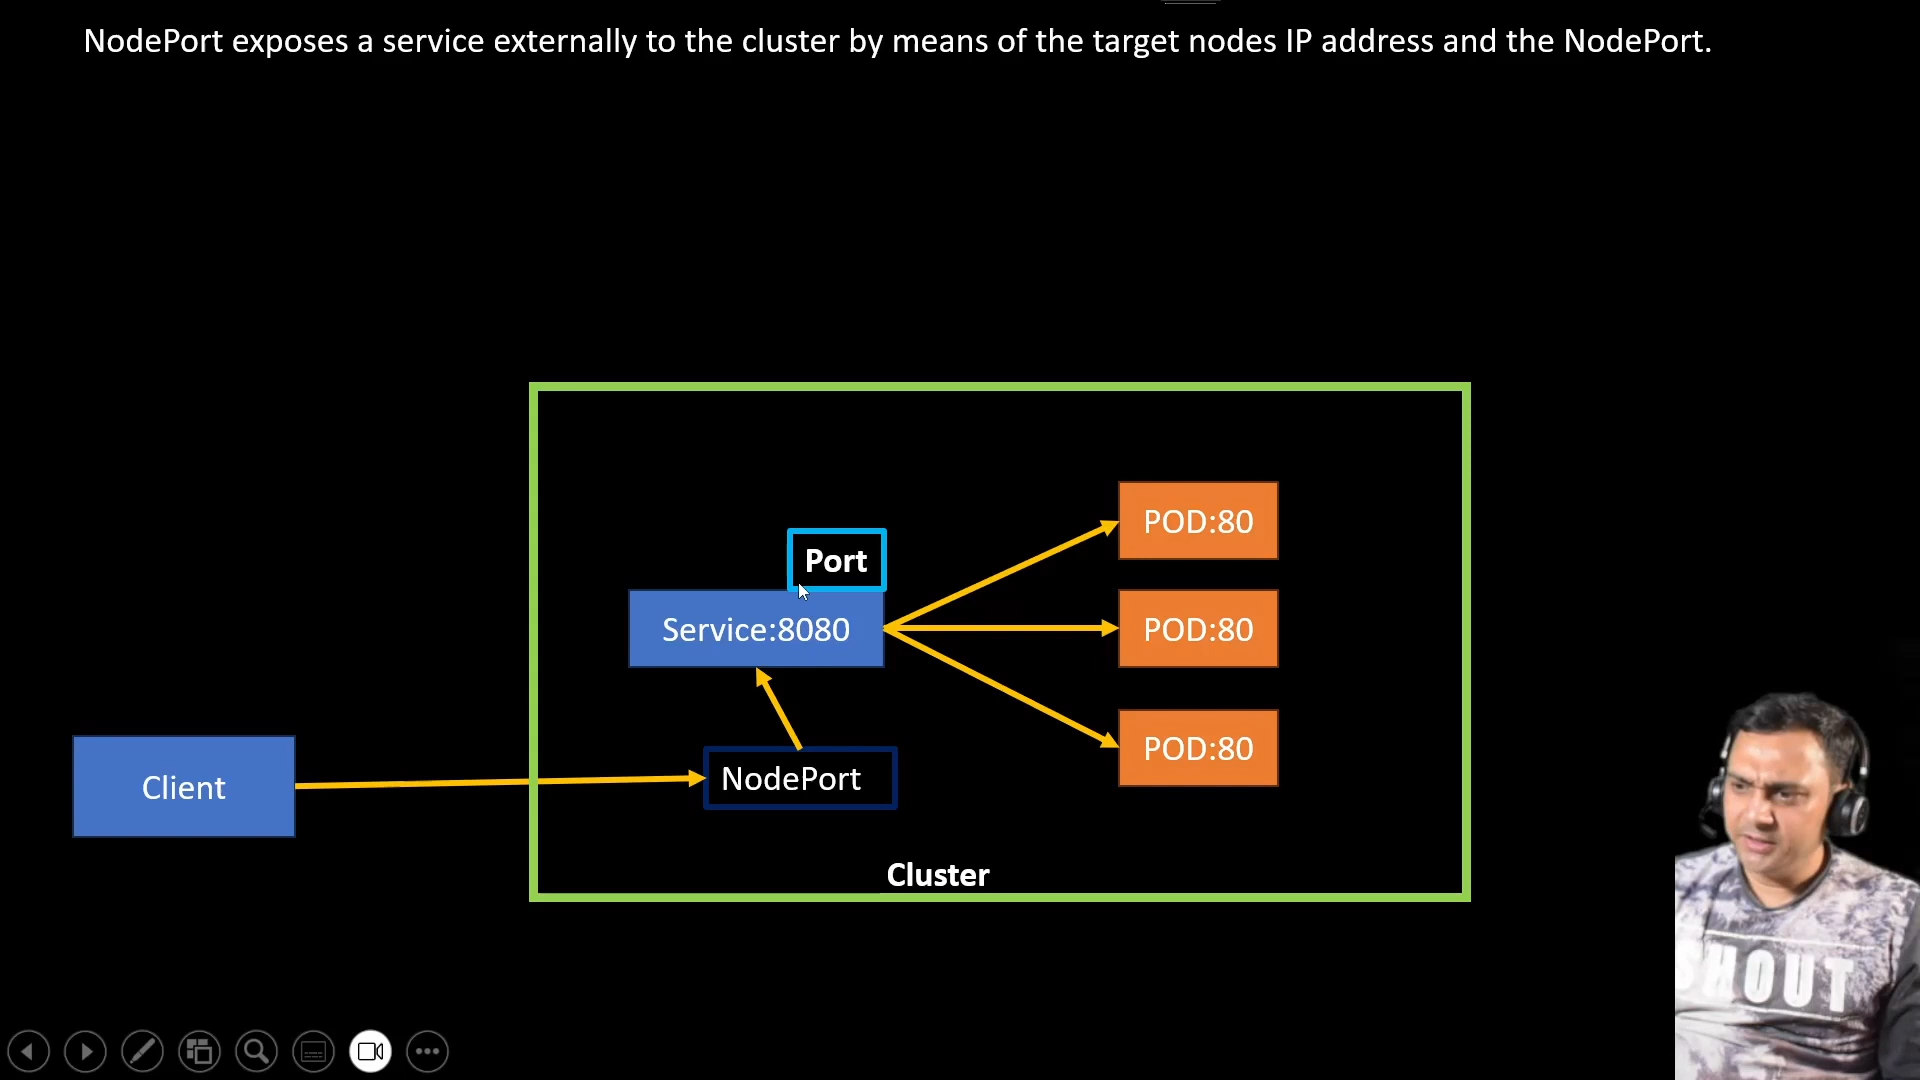 NodePort exposes a service externally to the cluster by means of the target nodes IP address and the NodePort.
POD:80
Port
Service:8080
POD:80
POD:80
NodePort
Client
Cluster
SHOUT